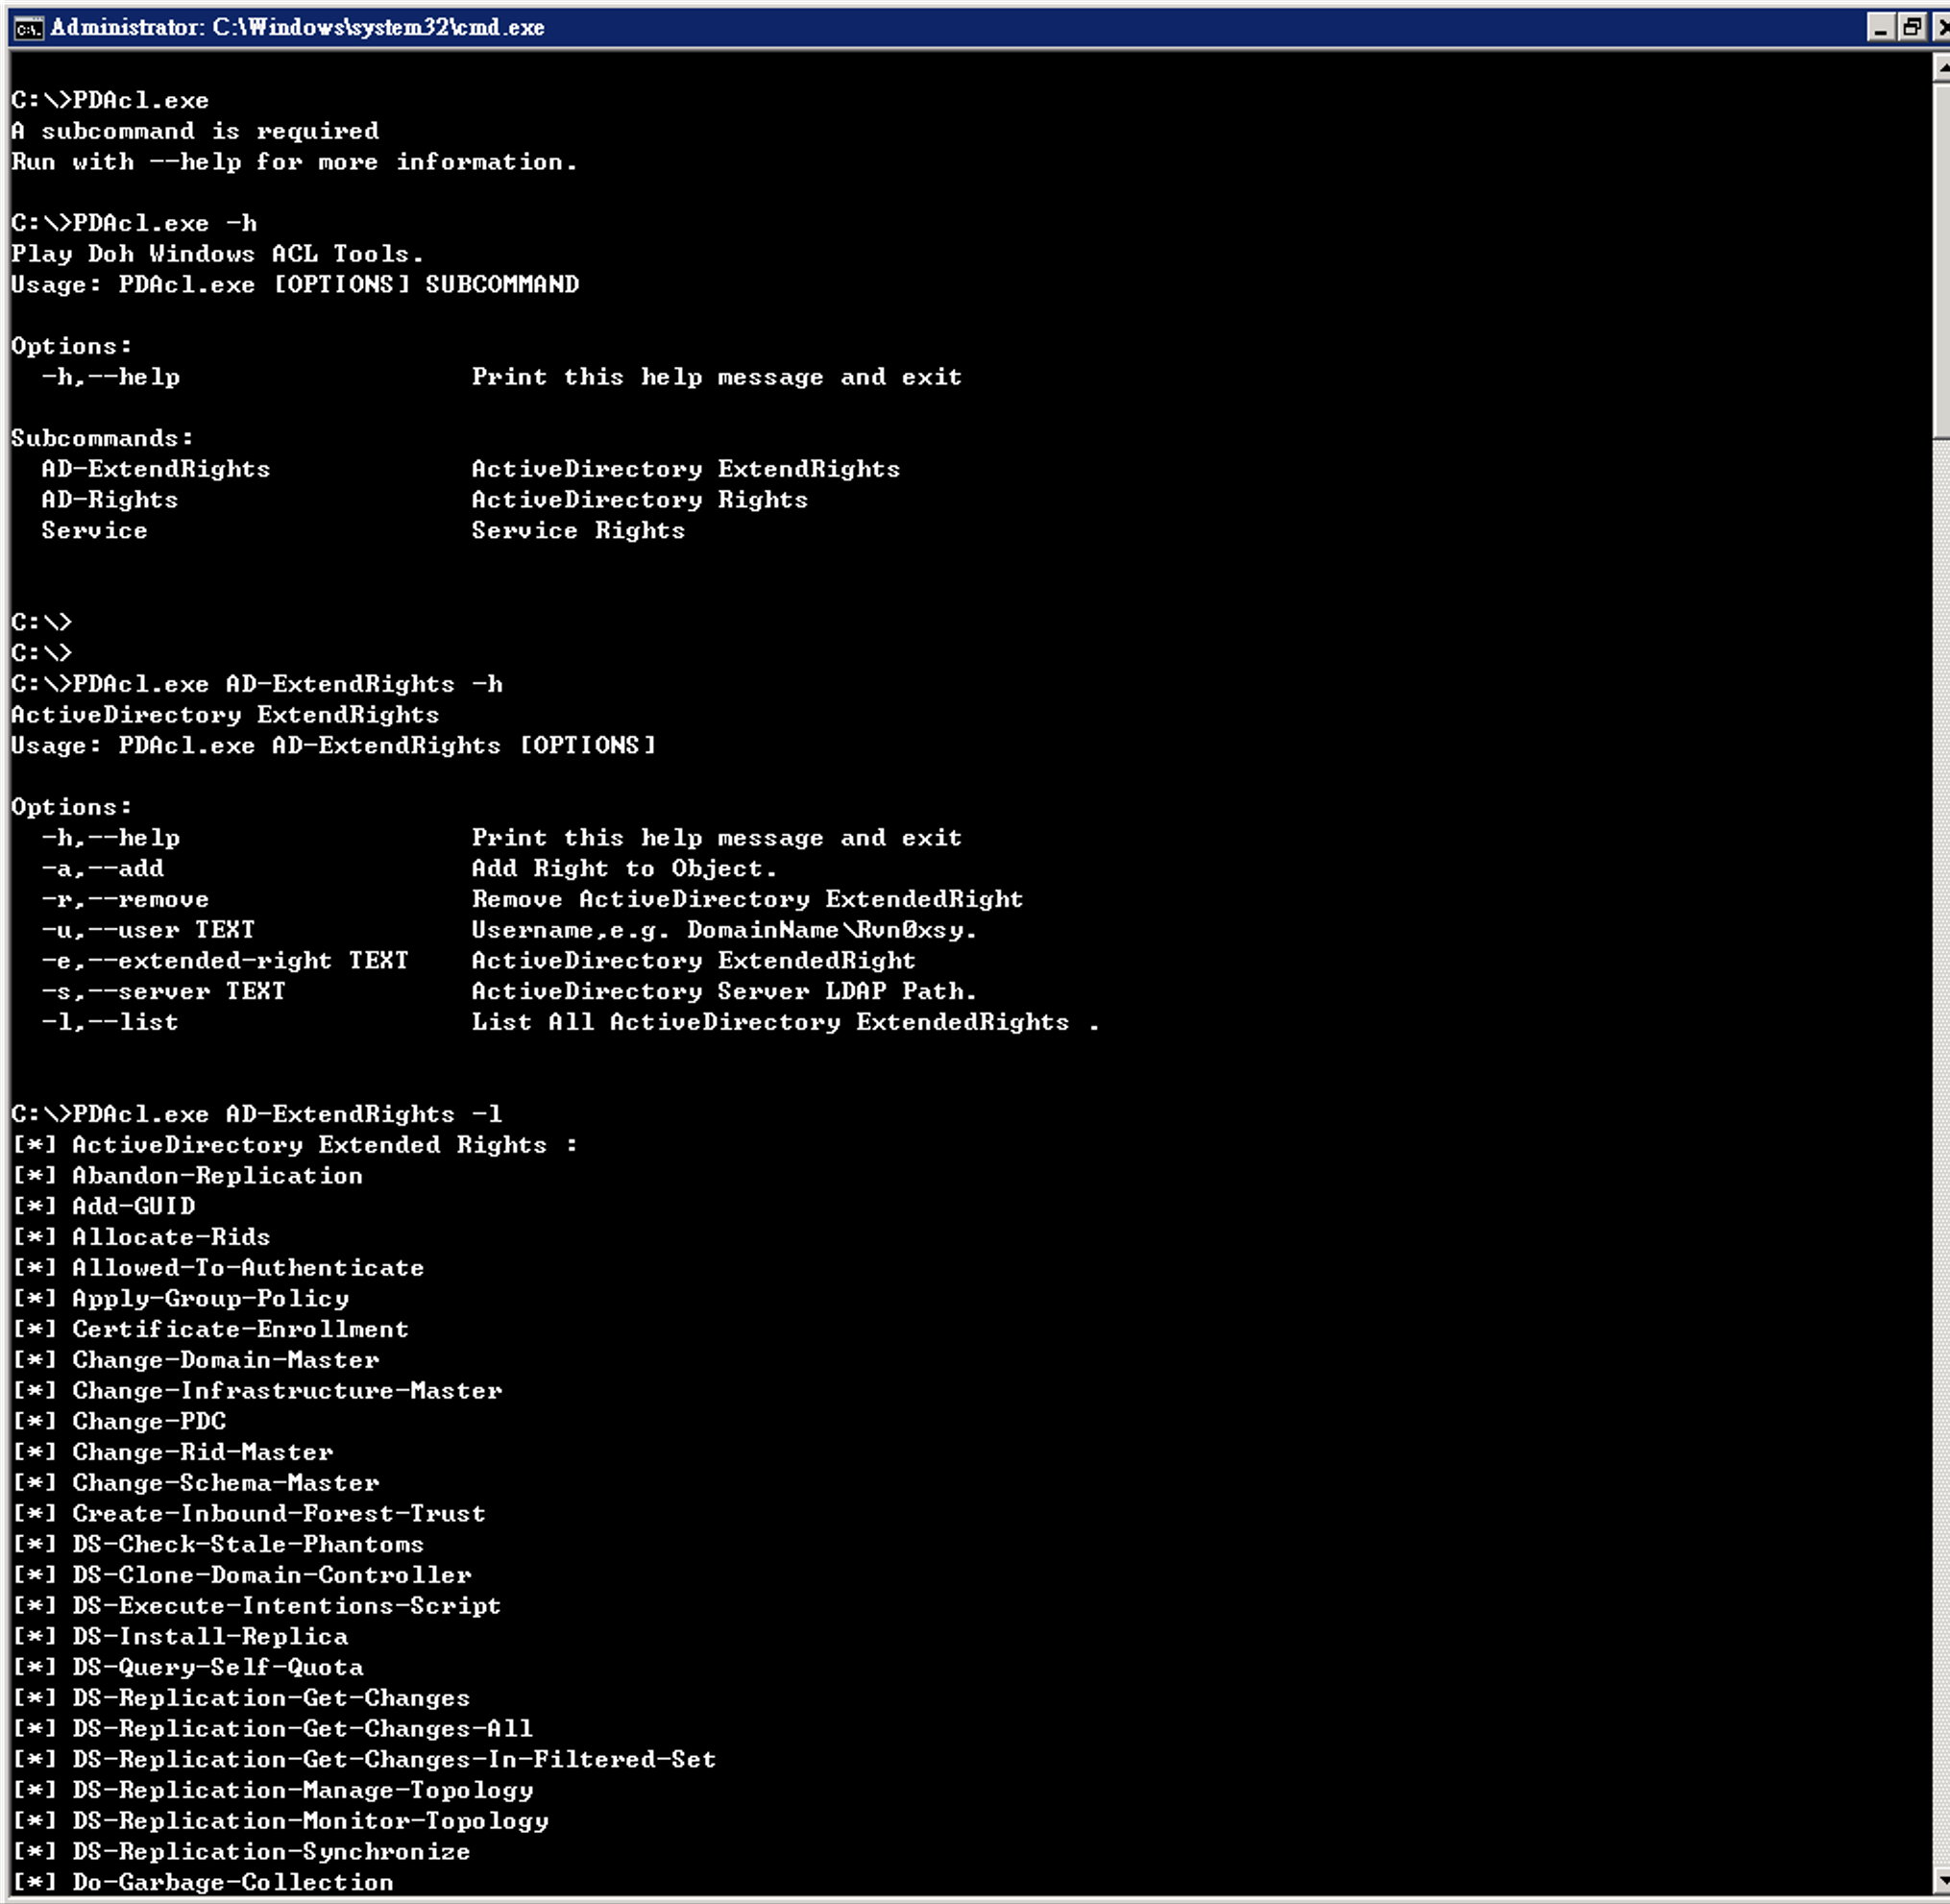 Administrator: C:\Windows\system32\cmd.exe
C:\>PDAcl.exe
A subcommand is required
Run with --help for more information.
C:\>PDAcl.exe -h
Play Doh Windows ACL Tools.
Usage: PDAcl.exe [OPTIONS] SUBCOMMAND
Options:
  -h,--help                   Print this help message and exit
Subcommands:
  AD-ExtendRights             ActiveDirectory ExtendRights
  AD-Rights                   ActiveDirectory Rights
  Service                     Service Rights
C:\>
C:\>
C:\>PDAcl.exe AD-ExtendRights -h
ActiveDirectory ExtendRights
Usage: PDAcl.exe AD-ExtendRights [OPTIONS]
Options:
  -h,--help                   Print this help message and exit
  -a,--add                    Add Right to Object.
  -r,--remove                 Remove ActiveDirectory ExtendedRight
  -u,--user TEXT              Username,e.g. DomainName\Rvn0xsy.
  -e,--extended-right TEXT    ActiveDirectory ExtendedRight
  -s,--server TEXT            ActiveDirectory Server LDAP Path.
  -l,--list                   List All ActiveDirectory ExtendedRights .
C:\>PDAcl.exe AD-ExtendRights -l
[*] ActiveDirectory Extended Rights :
[*] Abandon-Replication
[*] Add-GUID
[*] Allocate-Rids
[*] Allowed-To-Authenticate
[*] Apply-Group-Policy
[*] Certificate-Enrollment
[*] Change-Domain-Master
[*] Change-Infrastructure-Master
[*] Change-PDC
[*] Change-Rid-Master
[*] Change-Schema-Master
[*] Create-Inbound-Forest-Trust
[*] DS-Check-Stale-Phantoms
[*] DS-Clone-Domain-Controller
[*] DS-Execute-Intentions-Script
[*] DS-Install-Replica
[*] DS-Query-Self-Quota
[*] DS-Replication-Get-Changes
[*] DS-Replication-Get-Changes-All
[*] DS-Replication-Get-Changes-In-Filtered-Set
[*] DS-Replication-Manage-Topology
[*] DS-Replication-Monitor-Topology
[*] DS-Replication-Synchronize
[*] Do-Garbage-Collection